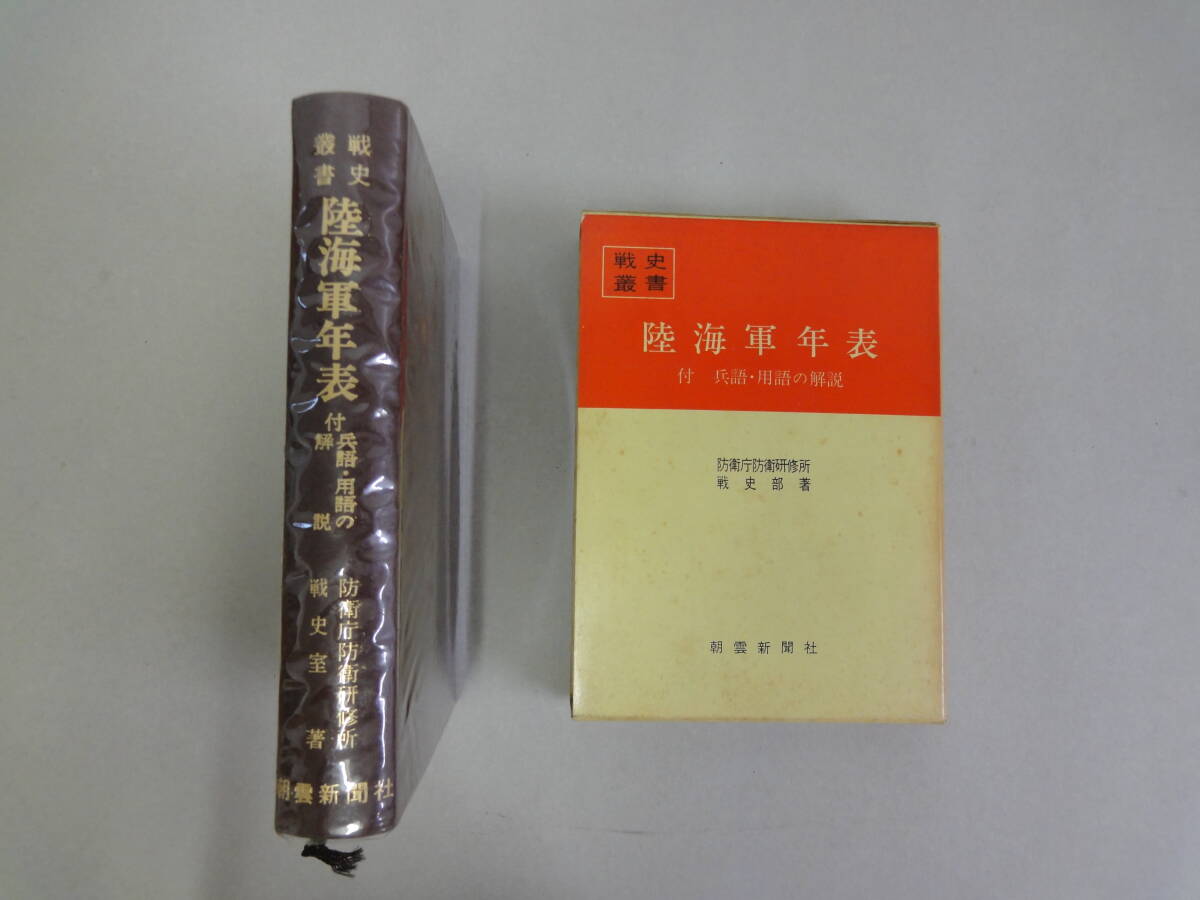 戦史
叢書
陸海軍年表
付
兵語・用語の
解説
防衛庁防衛研修所
戦史室 著
朝雲新聞社
戦史
叢書
陸海軍年表
付 兵語・用語の解説
防衛庁防衛研修所
戦史部著
朝雲新聞社